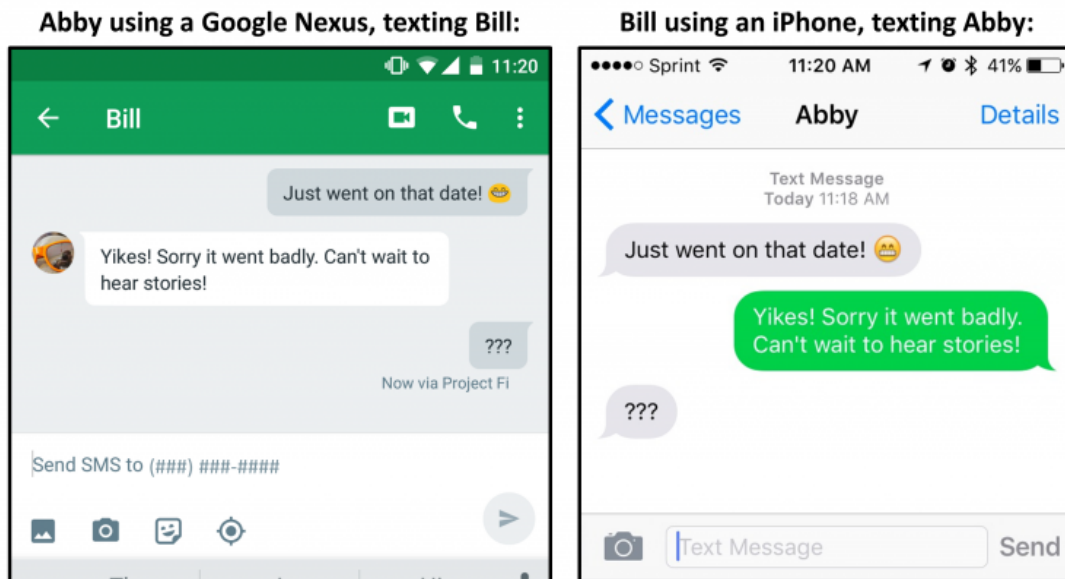 Abby using a Google Nexus, texting Bill:
11:20
Bill
Just went on that date! 😁
Yikes! Sorry it went badly. Can't wait to
hear stories!
???
Now via Project Fi
Send SMS to (###) ###-####
Bill using an iPhone, texting Abby:
Sprint 11:20 AM 41%
Messages Abby Details
Text Message
Today 11:18 AM
Just went on that date! 😁
Yikes! Sorry it went badly.
Can't wait to hear stories!
???
Text Message Send